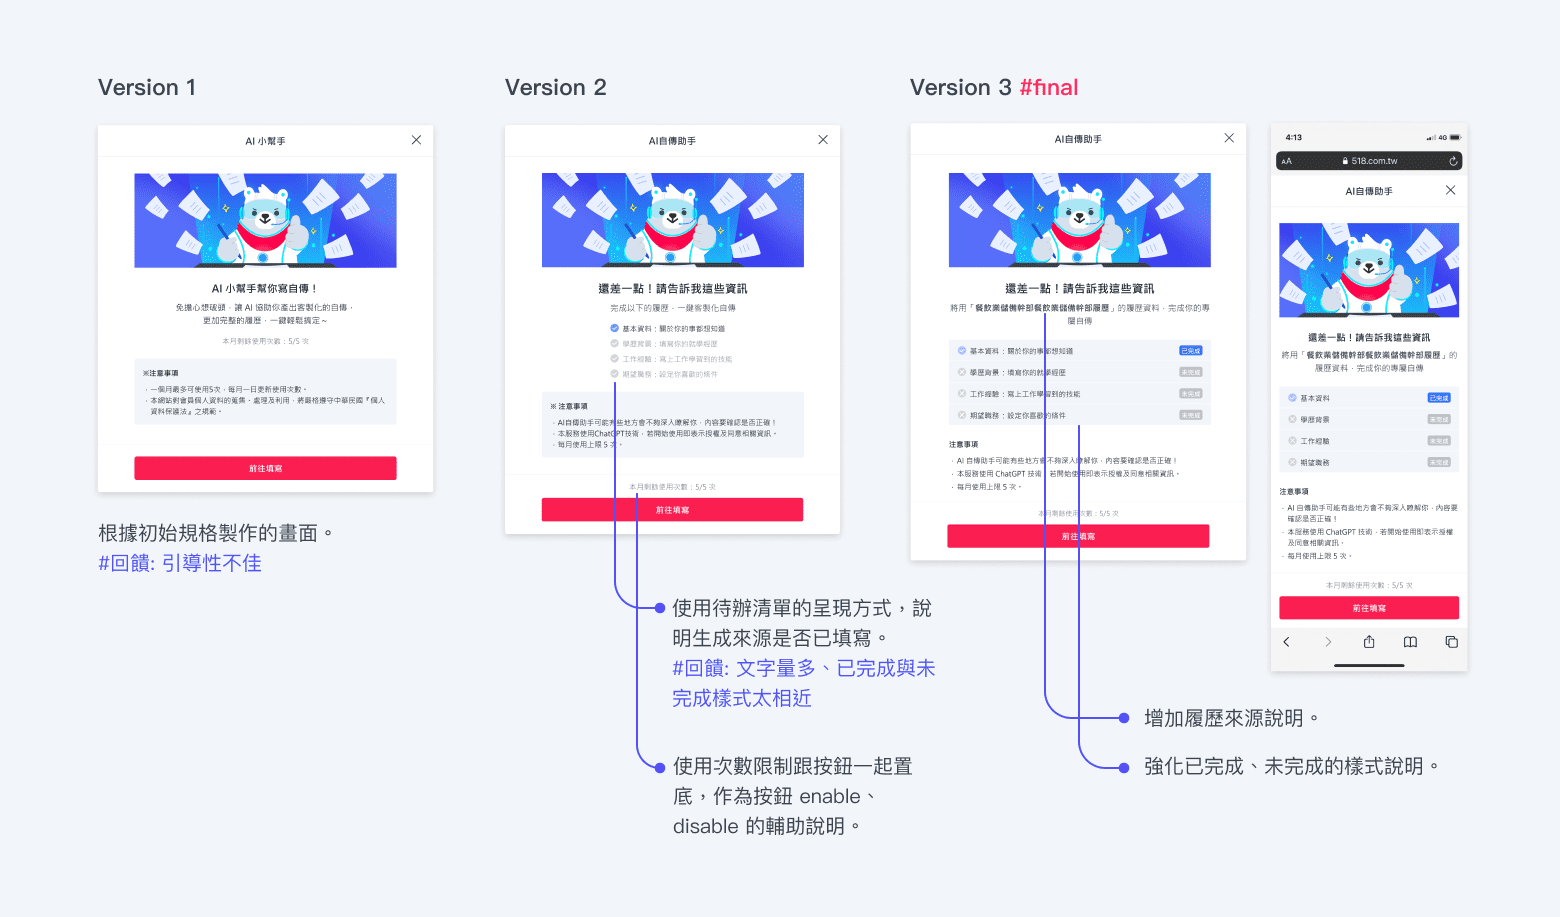 Version 1
AI 小幫手
AI 小幫手幫你寫自傳！
免擔心想破頭，讓 AI 協助你產出客製化的自傳，
更加完整的履歷，一鍵輕鬆搞定～
本月剩餘使用次數：5/5 次
※注意事項
· 一個月最多可使用5次，每月一日更新使用次數。
· 本網站對會員個人資料的蒐集、處理及利用，將嚴格遵守中華民國『個人
資料保護法』之規範。
前往填寫
根據初始規格製作的畫面。
#回饋: 引導性不佳
Version 2
AI自傳助手
還差一點！請告訴我這些資訊
完成以下的履歷，一鍵客製化自傳
基本資料：關於你的事都想知道
學歷背景：填寫你的就學經歷
工作經驗：寫上工作學習到的技能
期望職務：設定你喜歡的條件
※ 注意事項
· AI自傳助手可能有些地方會不夠深入瞭解你，內容要確認是否正確！
· 本服務使用ChatGPT技術，若開始使用即表示授權及同意相關資訊。
· 每月使用上限 5 次。
本月剩餘使用次數：5/5 次
前往填寫
使用待辦清單的呈現方式，說
明生成來源是否已填寫。
#回饋: 文字量多、已完成與未
完成樣式太相近
使用次數限制跟按鈕一起置
底，作為按鈕 enable、
disable 的輔助說明。
Version 3 #final
AI自傳助手
還差一點！請告訴我這些資訊
將用「餐飲業儲備幹部餐飲業儲備幹部履歷」的履歷資料，完成你的專
屬自傳
基本資料：關於你的事都想知道 已完成
學歷背景：填寫你的就學經歷 未完成
工作經驗：寫上工作學習到的技能 未完成
期望職務：設定你喜歡的條件 未完成
注意事項
· AI 自傳助手可能有些地方會不夠深入瞭解你，內容要確認是否正確！
· 本服務使用 ChatGPT 技術，若開始使用即表示授權及同意相關資訊。
· 每月使用上限 5 次。
本月剩餘使用次數：5/5 次
前往填寫
4:13 4G
AA 518.com.tw
AI自傳助手
還差一點！請告訴我這些資訊
將用「餐飲業儲備幹部餐飲業儲備幹部履歷」的
履歷資料，完成你的專屬自傳
基本資料 已完成
學歷背景 未完成
工作經驗 未完成
期望職務 未完成
注意事項
· AI 自傳助手可能有些地方會不夠深入瞭解你，內容要
確認是否正確！
· 本服務使用 ChatGPT 技術，若開始使用即表示授權
及同意相關資訊。
· 每月使用上限 5 次。
本月剩餘使用次數：5/5 次
前往填寫
增加履歷來源說明。
強化已完成、未完成的樣式說明。